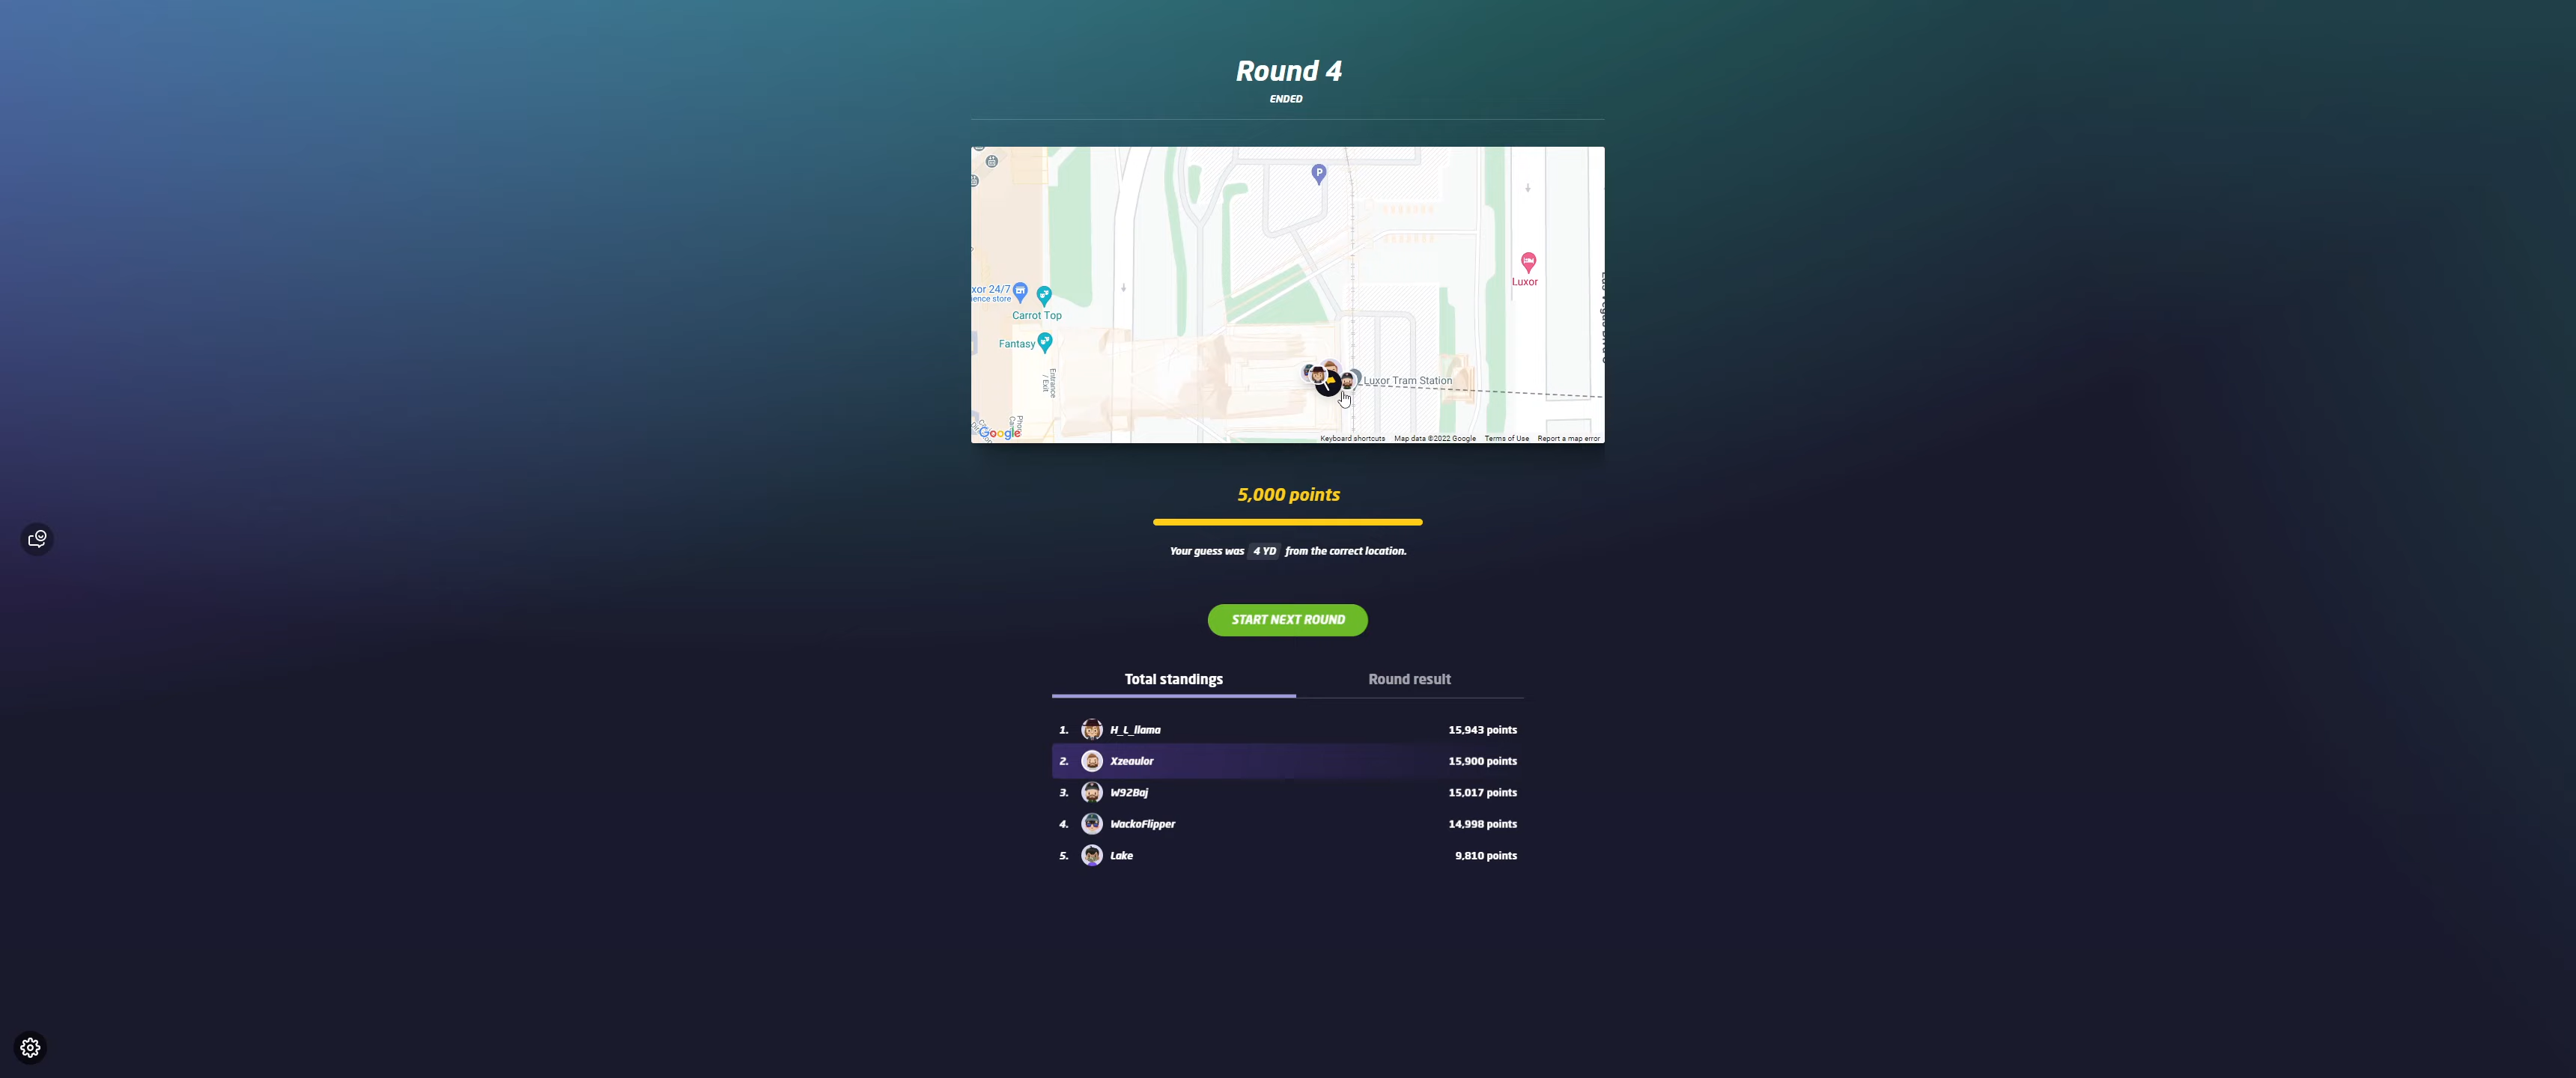 Round 4
ENDED
P
Luxor
xor 24/7
ience store
Carrot Top
Fantasy
Entrance
/ Exit
Luxor Tram Station
Google
Keyboard shortcuts
Map data ©2022 Google
Terms of Use
Report a map error
5,000 points
Your guess was 4 YD from the correct location.
START NEXT ROUND
Total standings
Round result
1. H_L_llama 15,943 points
2. Xzeaulor 15,900 points
3. W92Baj 15,017 points
4. WackoFlipper 14,998 points
5. Lake 9,810 points